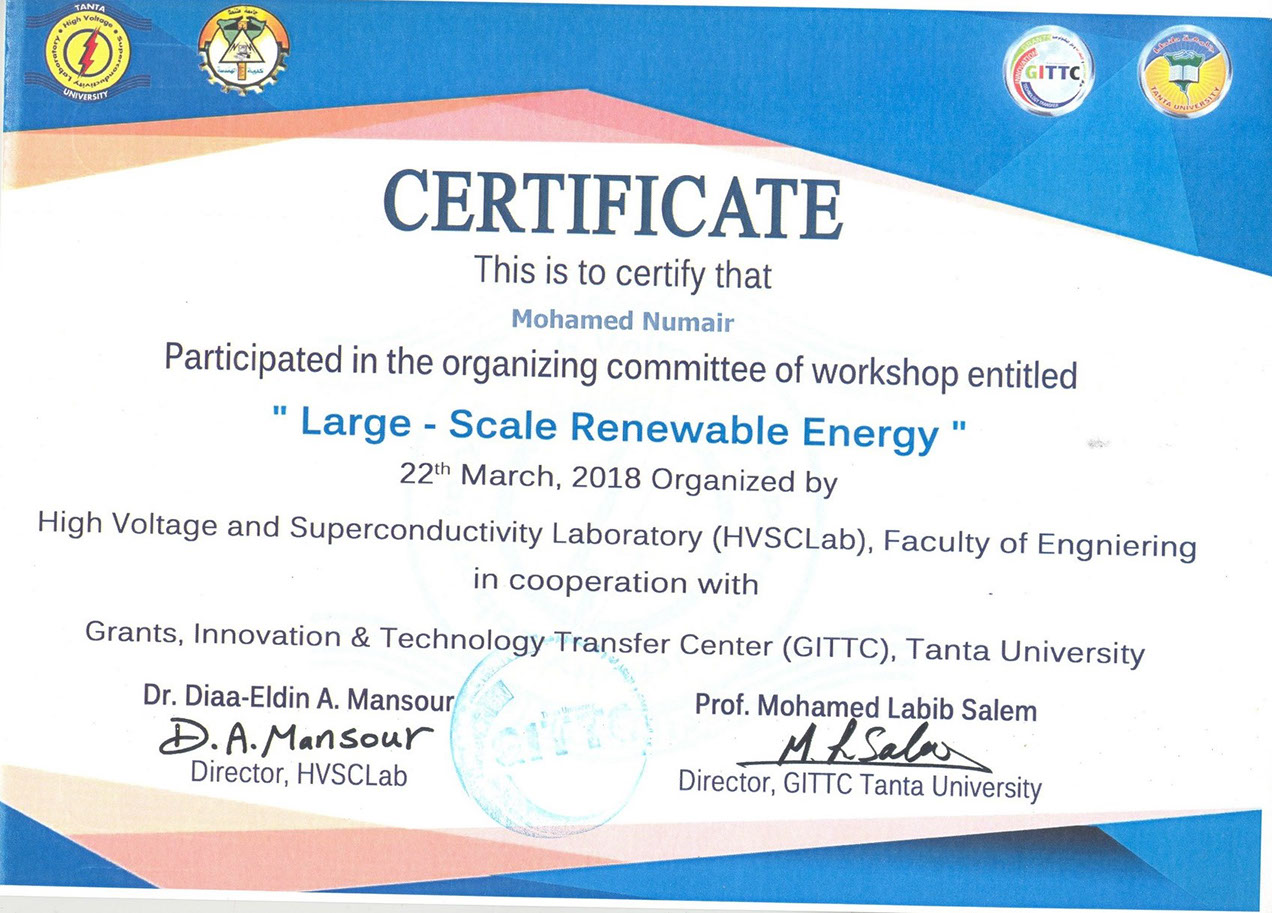 TANTA
High Voltage & Superconductivity Laboratory
UNIVERSITY
GITTC
TANTA UNIVERSITY
CERTIFICATE
This is to certify that
Mohamed Numair
Participated in the organizing committee of workshop entitled
" Large - Scale Renewable Energy "
22th March, 2018 Organized by
High Voltage and Superconductivity Laboratory (HVSCLab), Faculty of Engniering
in cooperation with
Grants, Innovation & Technology Transfer Center (GITTC), Tanta University
Dr. Diaa-Eldin A. Mansour
D.A.Mansour
Director, HVSCLab
GITTC
Prof. Mohamed Labib Salem
M. L Salem
Director, GITTC Tanta University